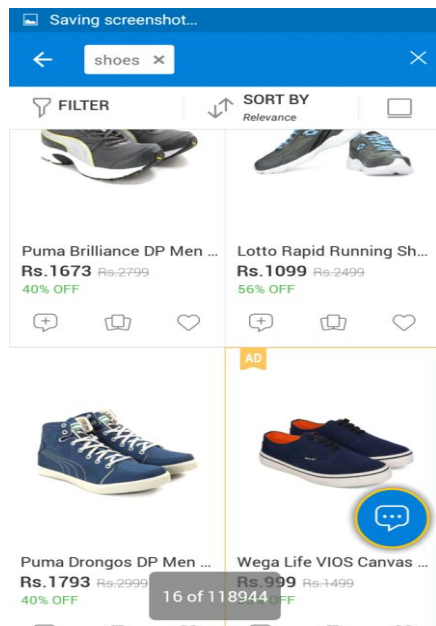 Saving screenshot...
shoes ×
FILTER
SORT BY
Relevance
Puma Brilliance DP Men ...
Rs.1673 Rs.2799
40% OFF
Lotto Rapid Running Sh...
Rs.1099 Rs.2499
56% OFF
AD
Puma Drongos DP Men ...
Rs.1793 Rs.2999
40% OFF
Wega Life VIOS Canvas ...
Rs.999 Rs.1499
OFF
16 of 118944